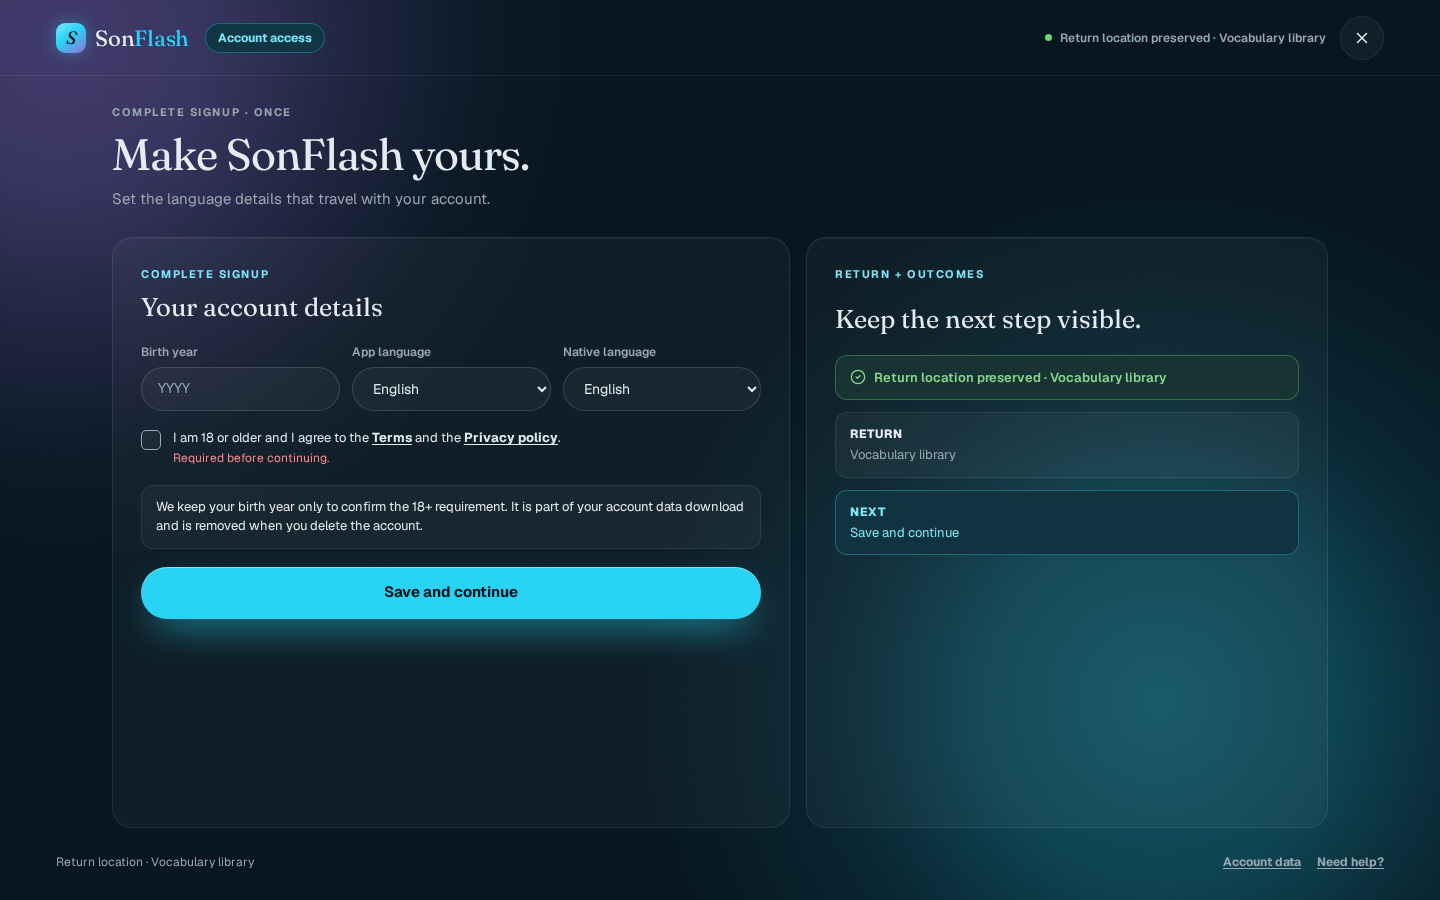 S SonFlash Account access
Return location preserved · Vocabulary library
COMPLETE SIGNUP · ONCE
Make SonFlash yours.
Set the language details that travel with your account.
COMPLETE SIGNUP
Your account details
Birth year App language Native language
YYYY English English
I am 18 or older and I agree to the Terms and the Privacy policy.
Required before continuing.
We keep your birth year only to confirm the 18+ requirement. It is part of your account data download
and is removed when you delete the account.
Save and continue
RETURN + OUTCOMES
Keep the next step visible.
Return location preserved · Vocabulary library
RETURN
Vocabulary library
NEXT
Save and continue
Return location · Vocabulary library
Account data Need help?